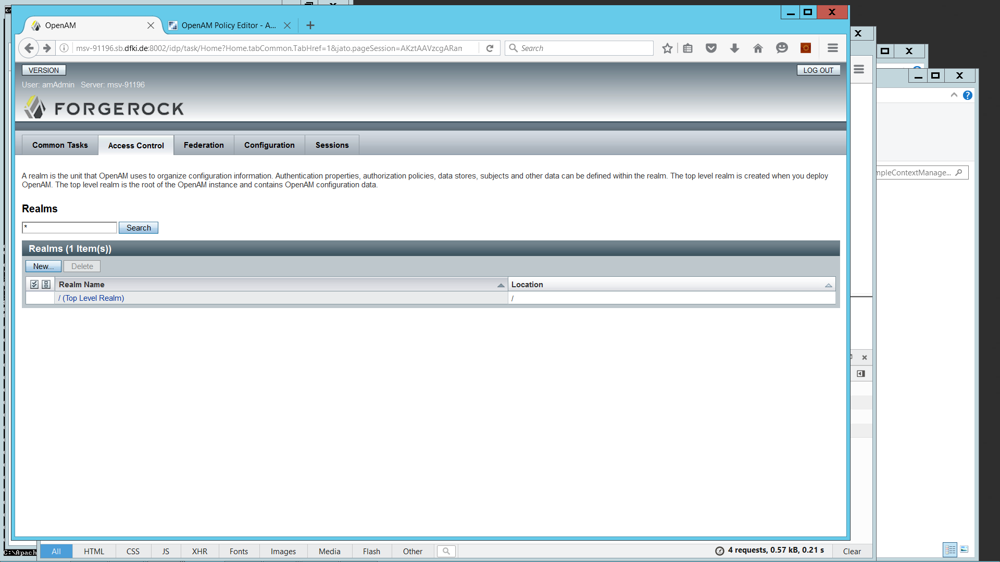 OpenAM
OpenAM Policy Editor - A...
msv-91196.sb.dfki.de:8002/idp/task/Home?Home.tabCommon.TabHref=1&jato.pageSession=AKztAAVzcgARam
Search
VERSION
LOG OUT
User: amAdmin Server: msv-91196
FORGEROCK
Common Tasks
Access Control
Federation
Configuration
Sessions
A realm is the unit that OpenAM uses to organize configuration information. Authentication properties, authorization policies, data stores, subjects and other data can be defined within the realm. The top level realm is created when you deploy
OpenAM. The top level realm is the root of the OpenAM instance and contains OpenAM configuration data.
mpleContextManage...
Realms
*
Search
Realms (1 Item(s))
New...
Delete
Realm Name
Location
/ (Top Level Realm)
/
C:\Apach
All
HTML
CSS
JS
XHR
Fonts
Images
Media
Flash
Other
4 requests, 0.57 kB, 0.21 s
Clear